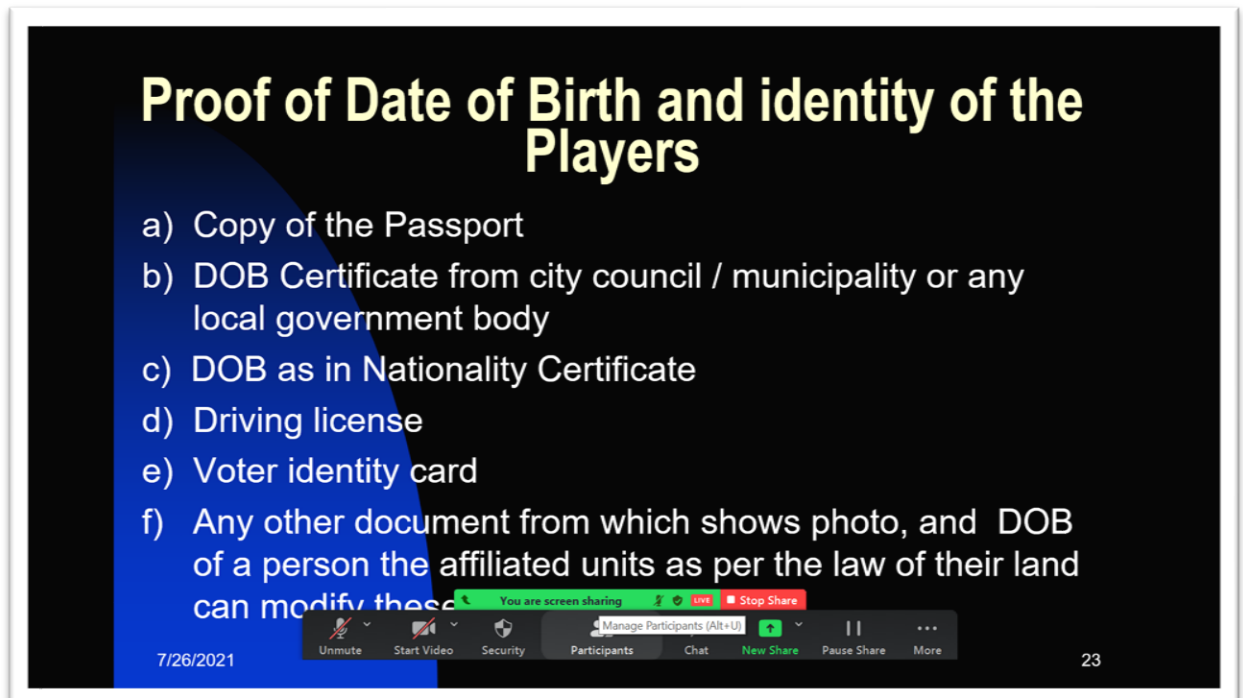 Proof of Date of Birth and identity of the
Players
a) Copy of the Passport
b) DOB Certificate from city council / municipality or any
local government body
c) DOB as in Nationality Certificate
d) Driving license
e) Voter identity card
f) Any other document from which shows photo, and DOB
of a person the affiliated units as per the law of their land
can modify these
You are screen sharing LIVE Stop Share
Manage Participants (Alt+U)
Unmute Start Video Security Participants Chat New Share Pause Share More
7/26/2021 23